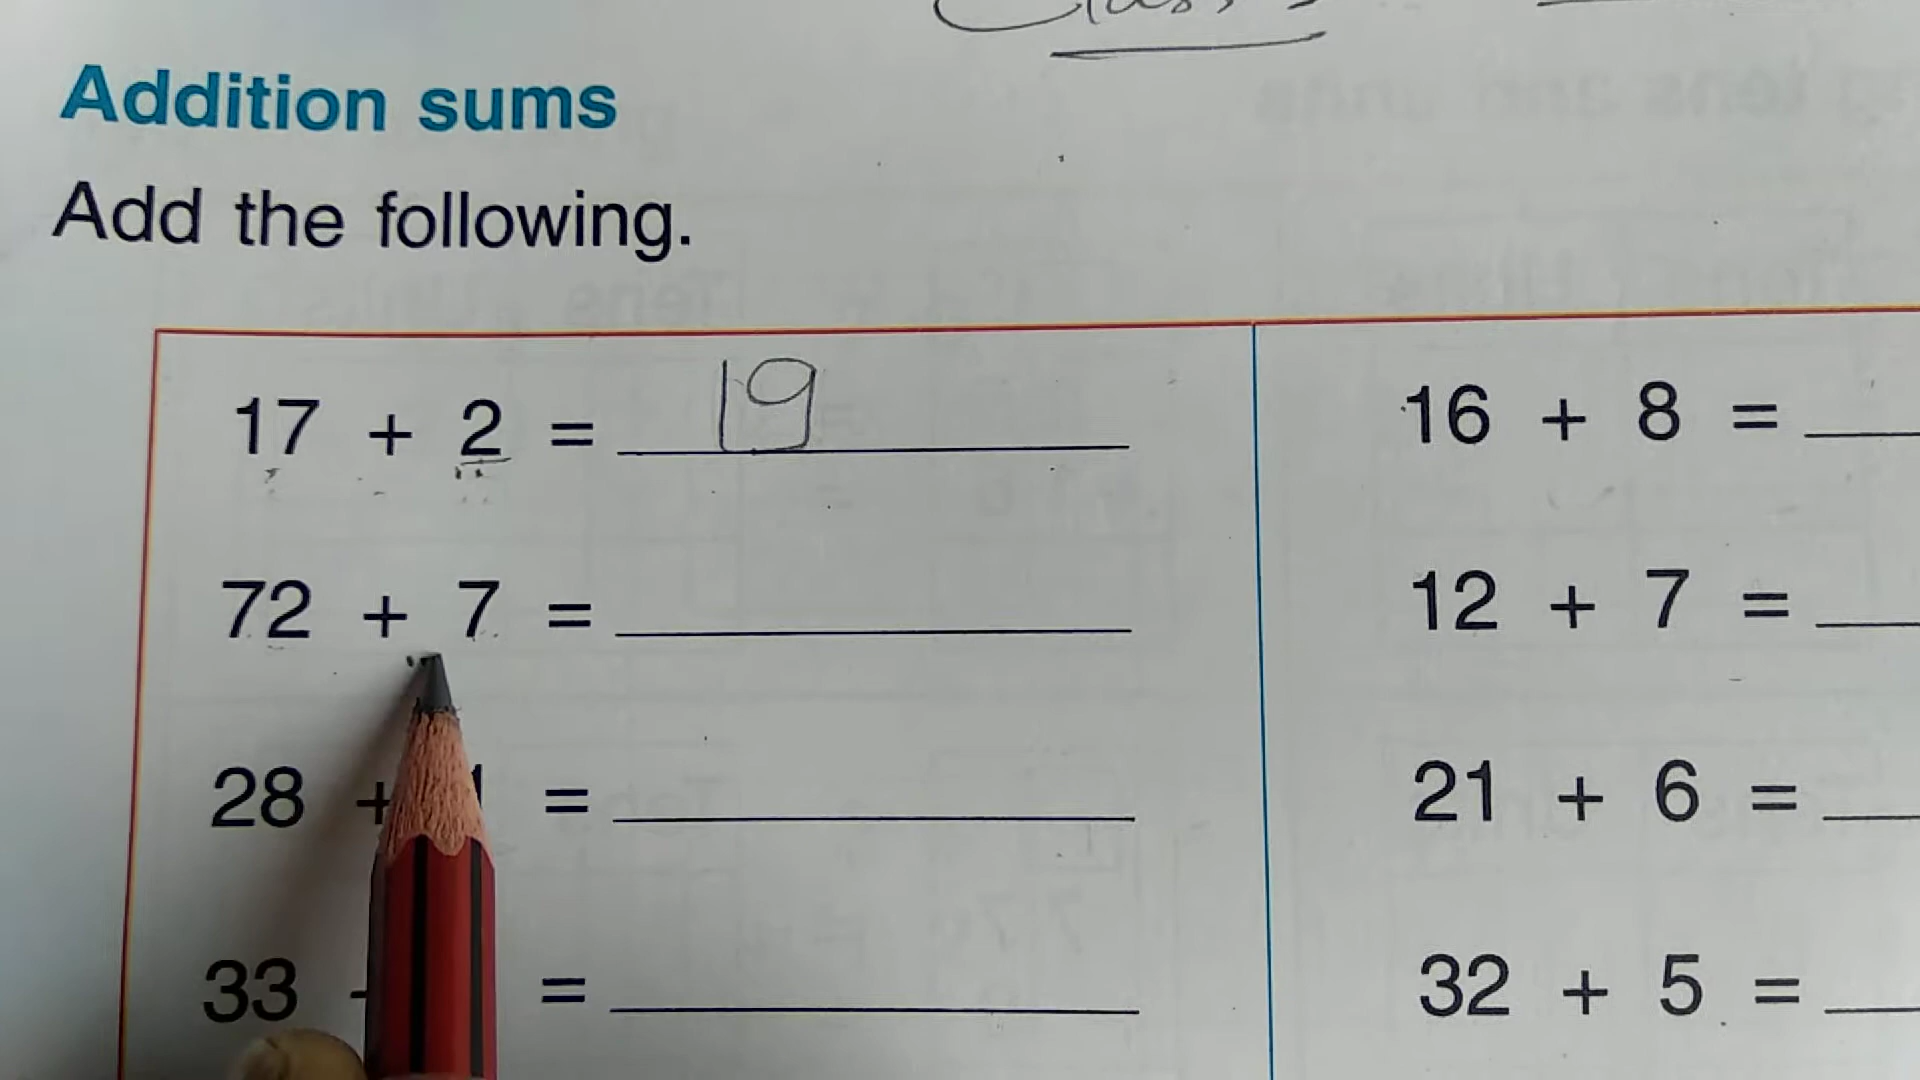 Class
Addition sums
Add the following.
17 + 2 = 19
16 + 8 =
72 + 7 =
12 + 7 =
28 + =
21 + 6 =
33 =
32 + 5 =